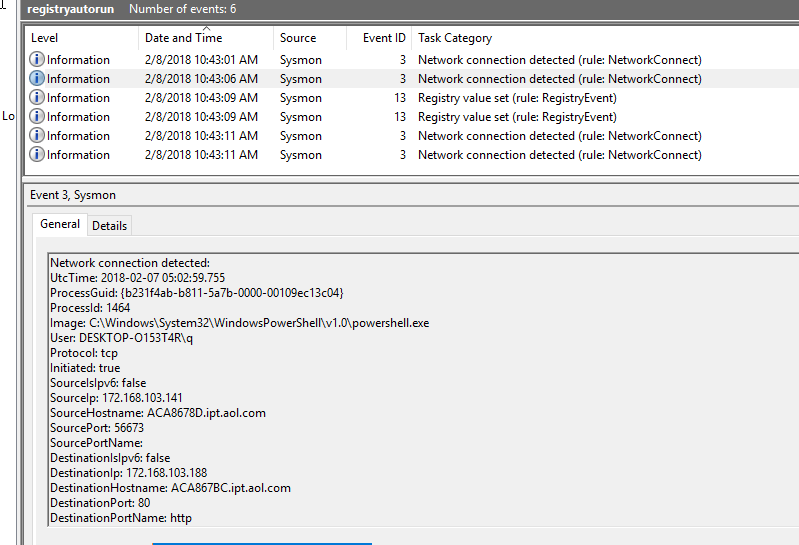 registryautorun Number of events: 6
Level Date and Time Source Event ID Task Category
Information 2/8/2018 10:43:01 AM Sysmon 3 Network connection detected (rule: NetworkConnect)
Information 2/8/2018 10:43:06 AM Sysmon 3 Network connection detected (rule: NetworkConnect)
Information 2/8/2018 10:43:09 AM Sysmon 13 Registry value set (rule: RegistryEvent)
Lo
Information 2/8/2018 10:43:09 AM Sysmon 13 Registry value set (rule: RegistryEvent)
Information 2/8/2018 10:43:11 AM Sysmon 3 Network connection detected (rule: NetworkConnect)
Information 2/8/2018 10:43:11 AM Sysmon 3 Network connection detected (rule: NetworkConnect)
Event 3, Sysmon
General Details
Network connection detected:
UtcTime: 2018-02-07 05:02:59.755
ProcessGuid: {b231f4ab-b811-5a7b-0000-00109ec13c04}
ProcessId: 1464
Image: C:\Windows\System32\WindowsPowerShell\v1.0\powershell.exe
User: DESKTOP-O153T4R\q
Protocol: tcp
Initiated: true
SourceIsIpv6: false
SourceIp: 172.168.103.141
SourceHostname: ACA8678D.ipt.aol.com
SourcePort: 56673
SourcePortName:
DestinationIsIpv6: false
DestinationIp: 172.168.103.188
DestinationHostname: ACA867BC.ipt.aol.com
DestinationPort: 80
DestinationPortName: http